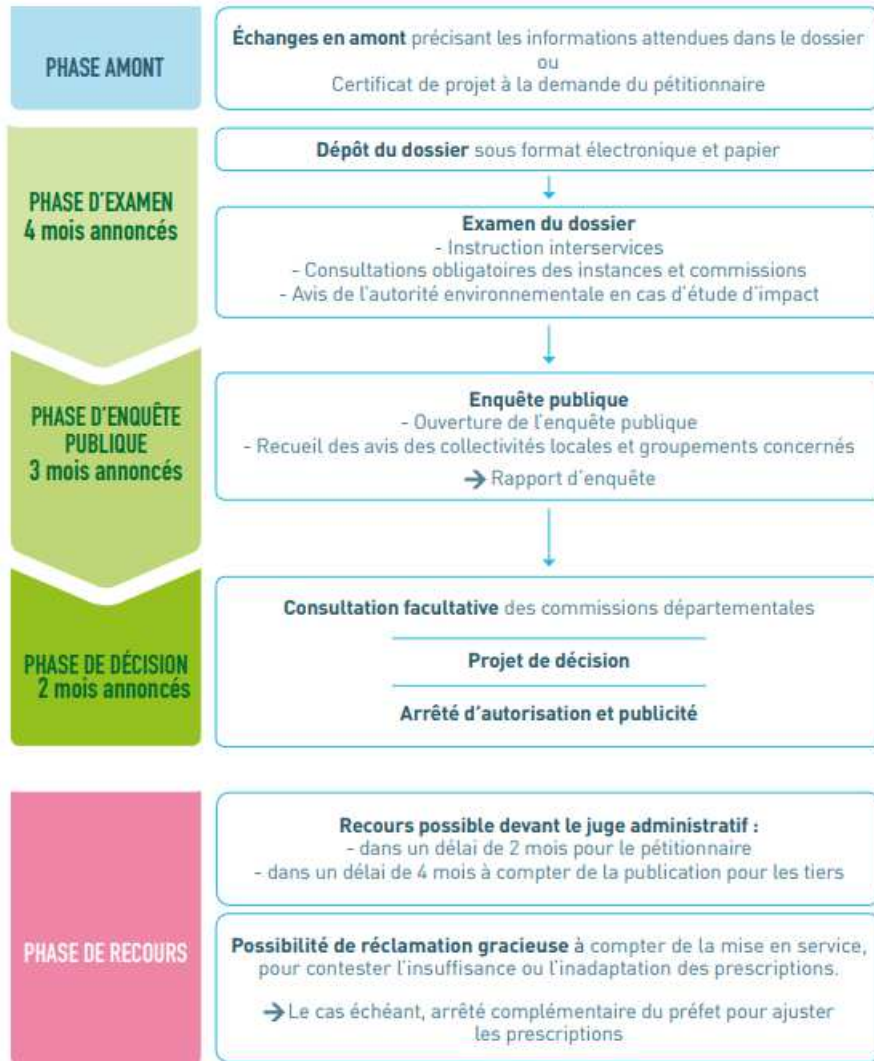 PHASE AMONT
Échanges en amont précisant les informations attendues dans le dossier
ou
Certificat de projet à la demande du pétitionnaire
PHASE D'EXAMEN
4 mois annoncés
Dépôt du dossier sous format électronique et papier
Examen du dossier
- Instruction interservices
- Consultations obligatoires des instances et commissions
- Avis de l'autorité environnementale en cas d'étude d'impact
PHASE D'ENQUÊTE
PUBLIQUE
3 mois annoncés
Enquête publique
- Ouverture de l'enquête publique
- Recueil des avis des collectivités locales et groupements concernés
→ Rapport d'enquête
PHASE DE DÉCISION
2 mois annoncés
Consultation facultative des commissions départementales
Projet de décision
Arrêté d'autorisation et publicité
PHASE DE RECOURS
Recours possible devant le juge administratif :
- dans un délai de 2 mois pour le pétitionnaire
- dans un délai de 4 mois à compter de la publication pour les tiers
Possibilité de réclamation gracieuse à compter de la mise en service,
pour contester l'insuffisance ou l'inadaptation des prescriptions.
→ Le cas échéant, arrêté complémentaire du préfet pour ajuster
les prescriptions